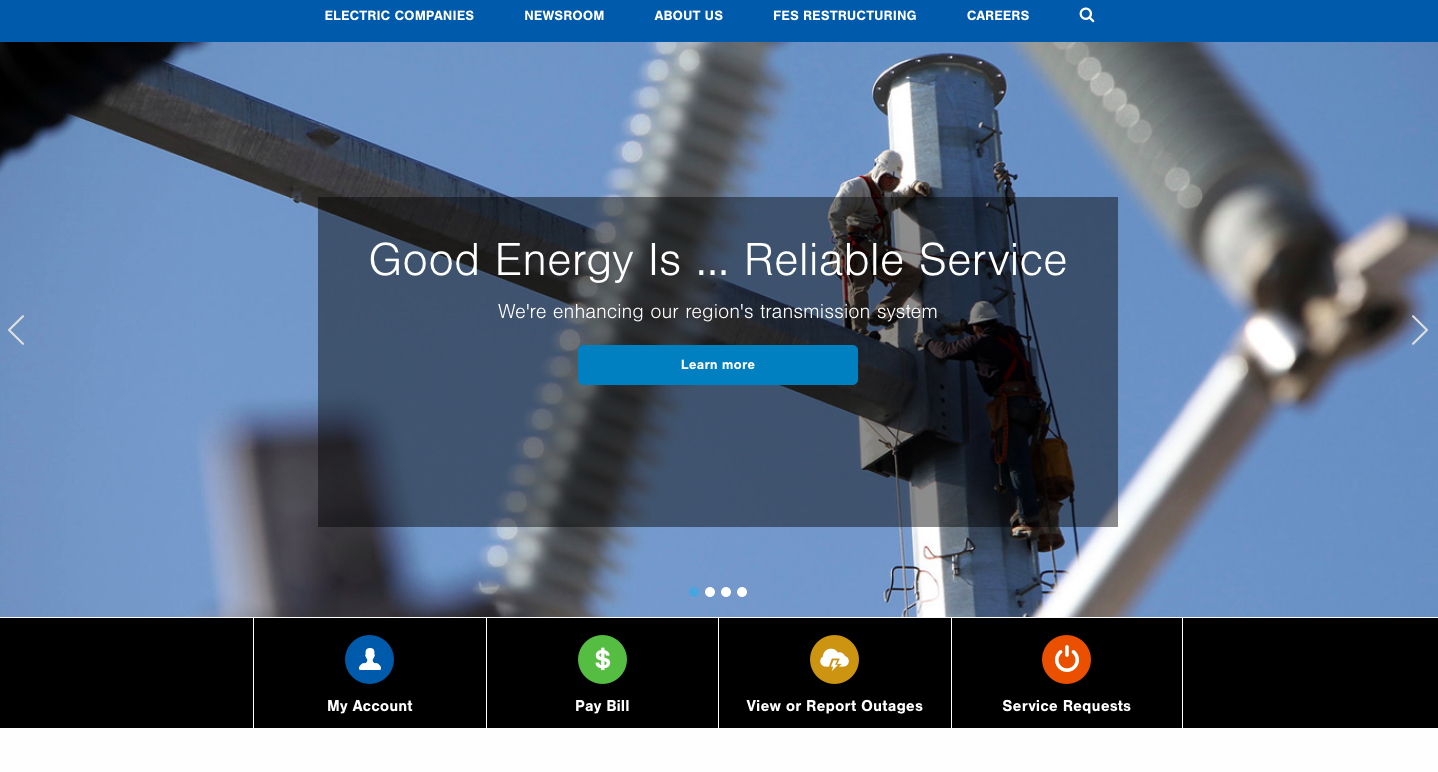 ELECTRIC COMPANIES NEWSROOM ABOUT US FES RESTRUCTURING CAREERS
Good Energy Is ... Reliable Service
We're enhancing our region's transmission system
Learn more
$
My Account Pay Bill View or Report Outages Service Requests